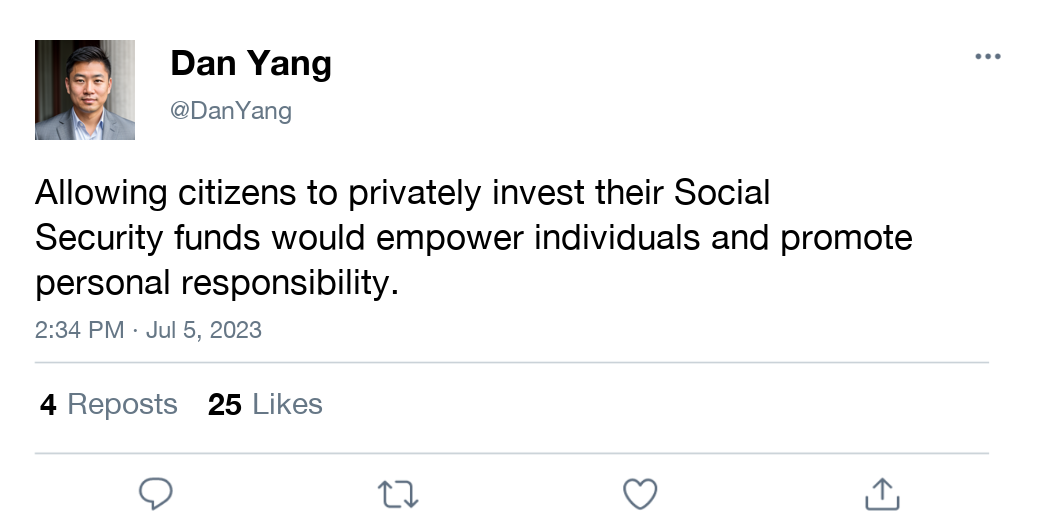 Dan Yang
@DanYang
Allowing citizens to privately invest their Social
Security funds would empower individuals and promote
personal responsibility.
2:34 PM · Jul 5, 2023
4 Reposts 25 Likes